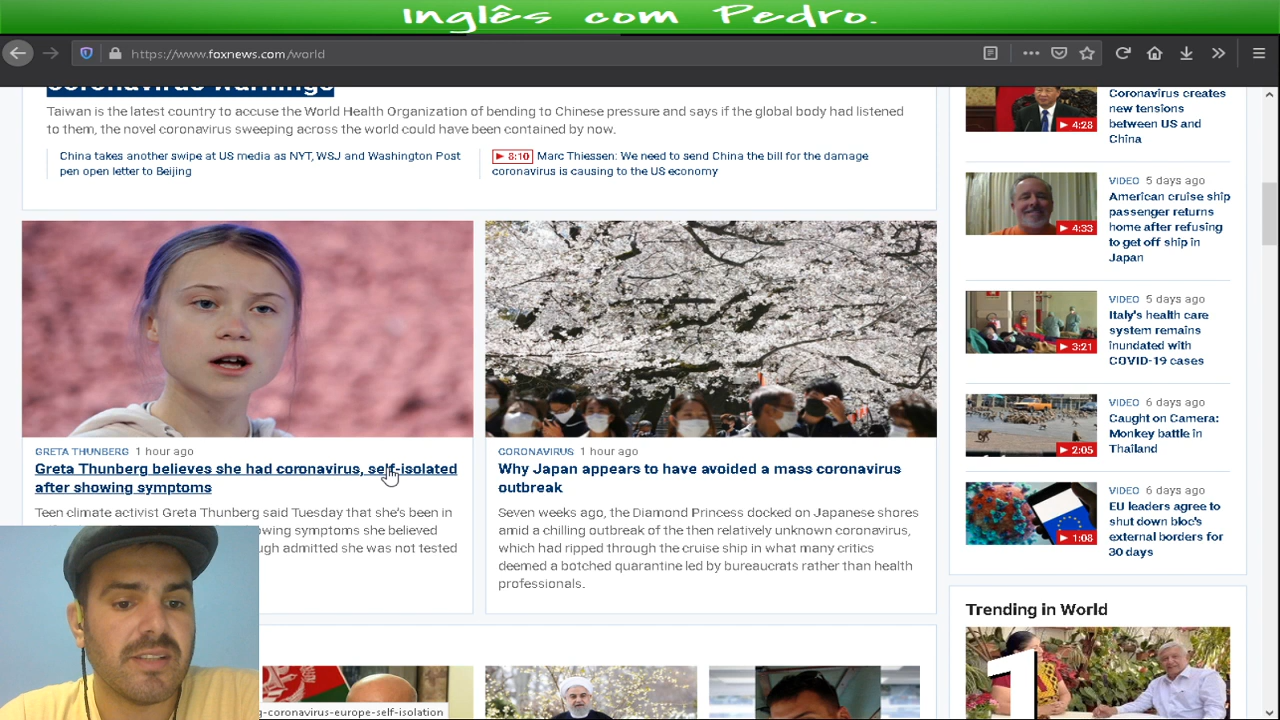 Inglês com Pedro.
https://www.foxnews.com/world
coronavirus warnings
Taiwan is the latest country to accuse the World Health Organization of bending to Chinese pressure and says if the global body had listened
to them, the novel coronavirus sweeping across the world could have been contained by now.
China takes another swipe at US media as NYT, WSJ and Washington Post
pen open letter to Beijing
8:10 Marc Thiessen: We need to send China the bill for the damage
coronavirus is causing to the US economy
GRETA THUNBERG 1 hour ago
Greta Thunberg believes she had coronavirus, self-isolated
after showing symptoms
Teen climate activist Greta Thunberg said Tuesday that she's been in
owing symptoms she believed
ugh admitted she was not tested
CORONAVIRUS 1 hour ago
Why Japan appears to have avoided a mass coronavirus
outbreak
Seven weeks ago, the Diamond Princess docked on Japanese shores
amid a chilling outbreak of the then relatively unknown coronavirus,
which had ripped through the cruise ship in what many critics
deemed a botched quarantine led by bureaucrats rather than health
professionals.
g-coronavirus-europe-self-isolation
4:28
Coronavirus creates
new tensions
between US and
China
4:33
VIDEO 5 days ago
American cruise ship
passenger returns
home after refusing
to get off ship in
Japan
3:21
VIDEO 5 days ago
Italy's health care
system remains
inundated with
COVID-19 cases
2:05
VIDEO 6 days ago
Caught on Camera:
Monkey battle in
Thailand
1:08
VIDEO 6 days ago
EU leaders agree to
shut down bloc's
external borders for
30 days
Trending in World
1